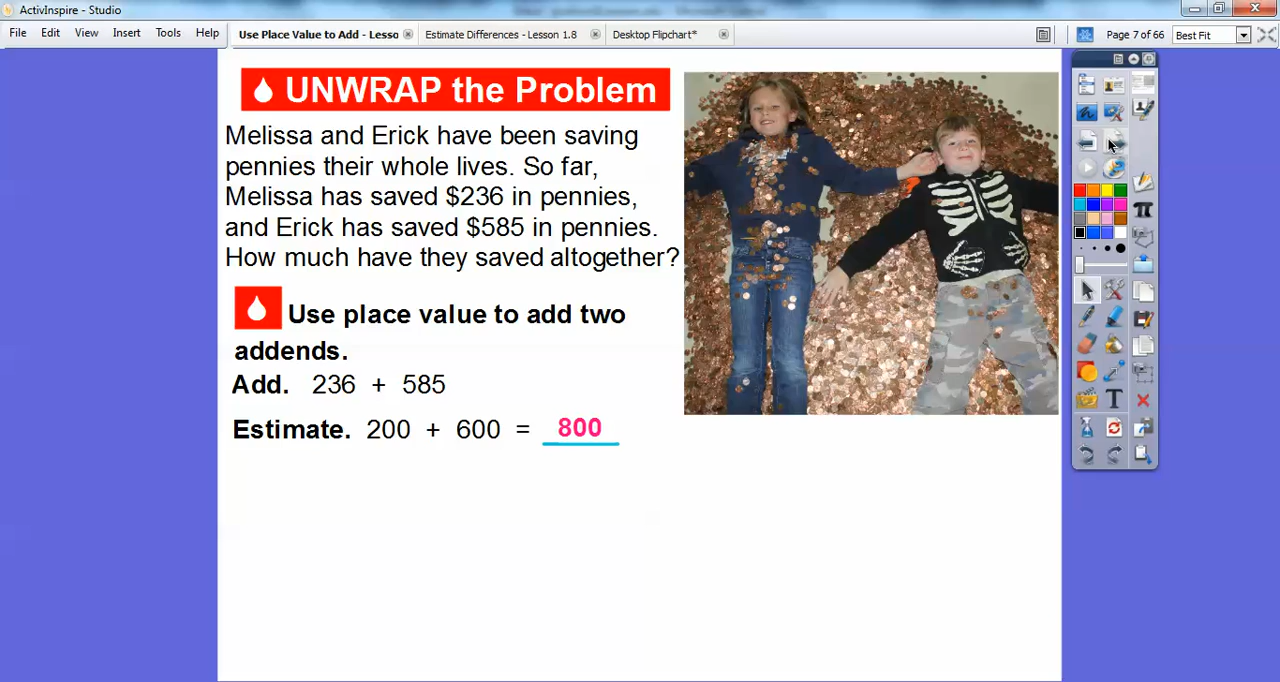 ActivInspire - Studio
File Edit View Insert Tools Help
Use Place Value to Add - Lesso
Estimate Differences - Lesson 1.8
Desktop Flipchart*
Page 7 of 66
Best Fit
UNWRAP the Problem
Melissa and Erick have been saving
pennies their whole lives. So far,
Melissa has saved $236 in pennies,
and Erick has saved $585 in pennies.
How much have they saved altogether?
Use place value to add two
addends.
Add. 236 + 585
Estimate. 200 + 600 = 800